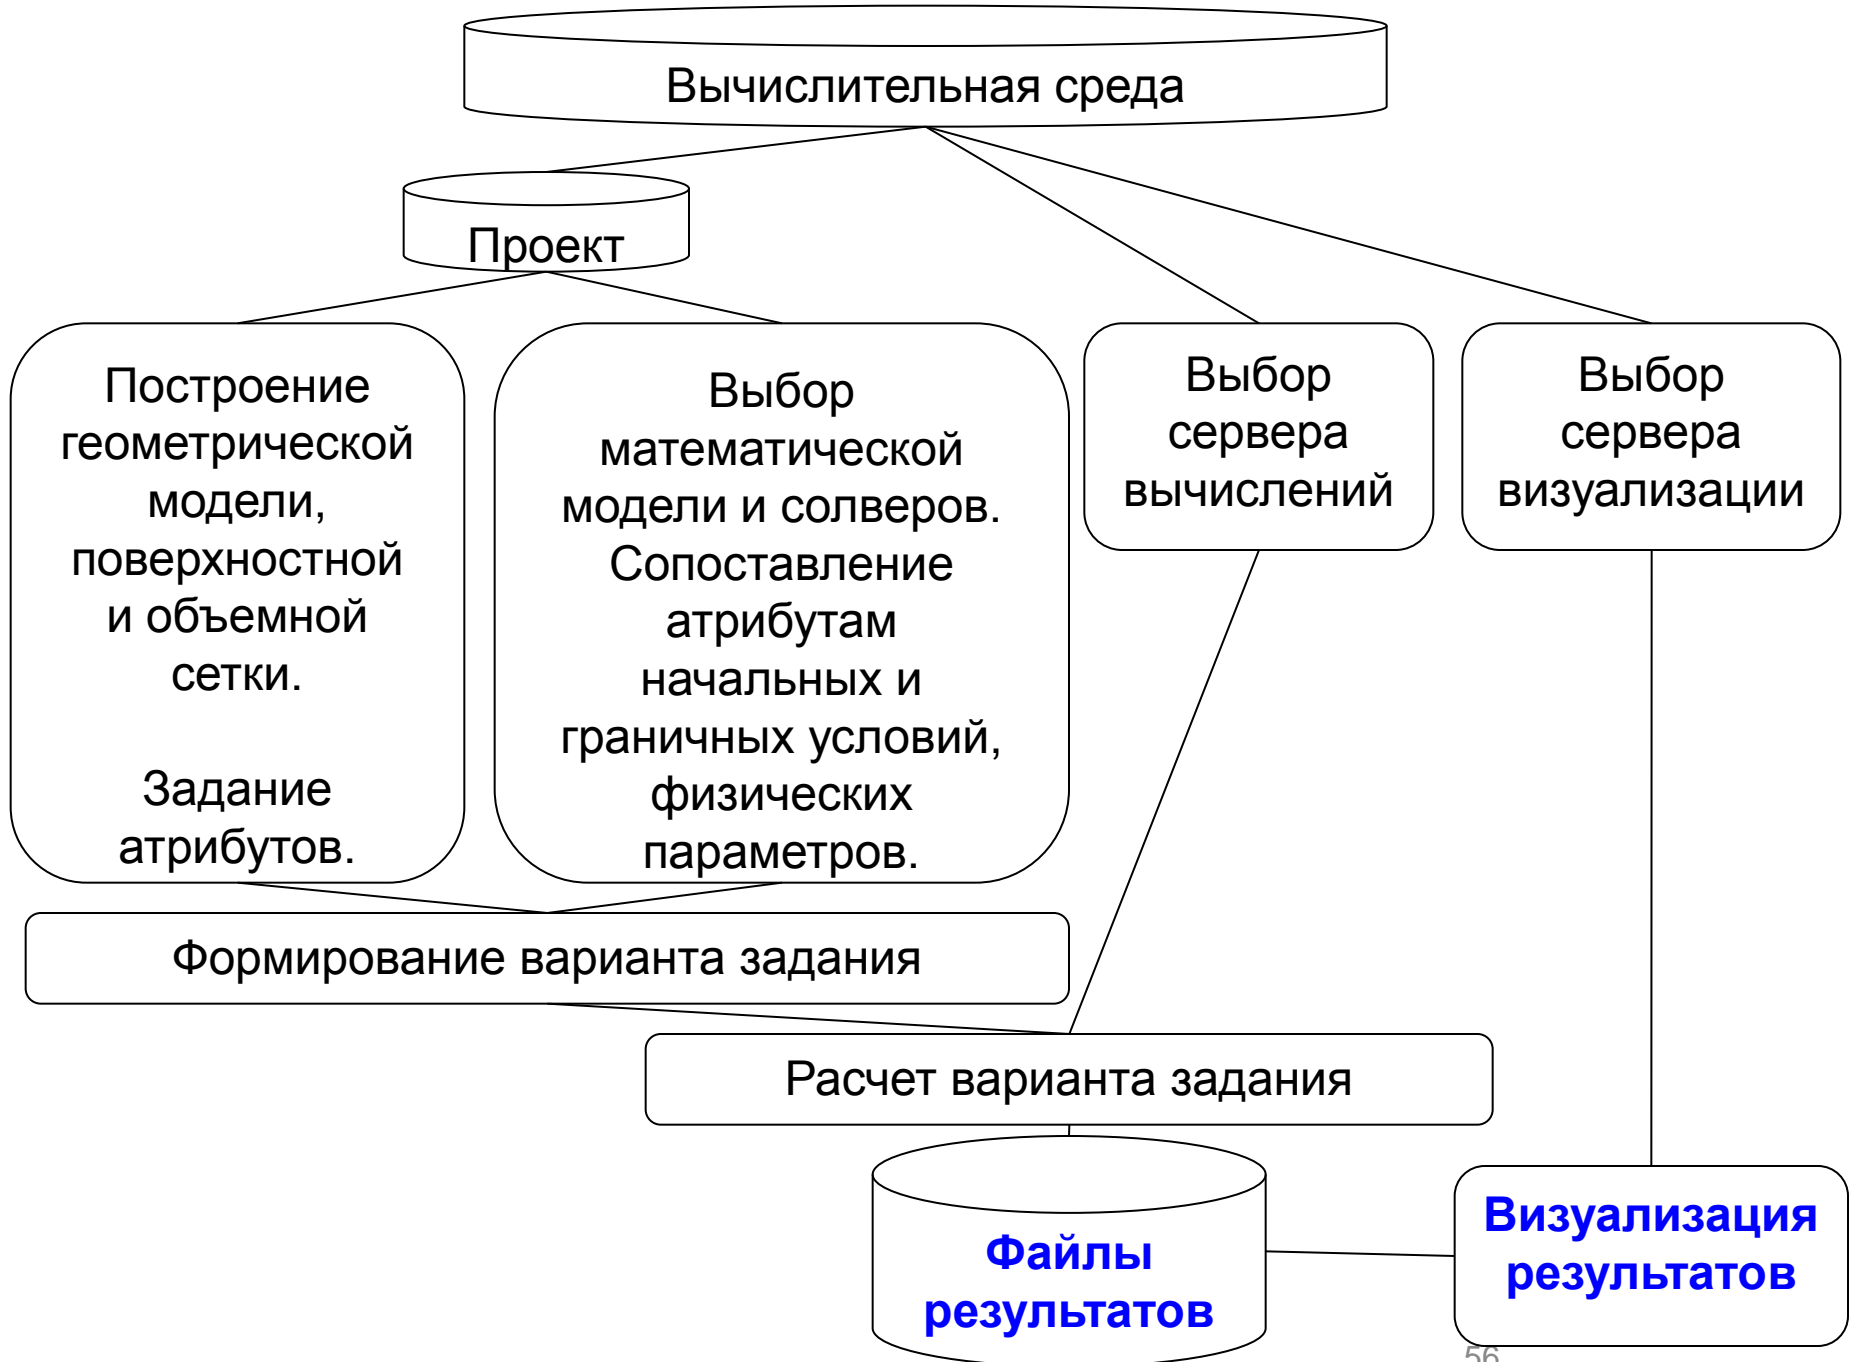 Вычислительная среда
Проект
Построение
геометрической
модели,
поверхностной
и объемной
сетки.
Задание
атрибутов.
Выбор
математической
модели и солверов.
Сопоставление
атрибутам
начальных и
граничных условий,
физических
параметров.
Выбор
сервера
вычислений
Выбор
сервера
визуализации
Формирование варианта задания
Расчет варианта задания
Файлы
результатов
Визуализация
результатов
56